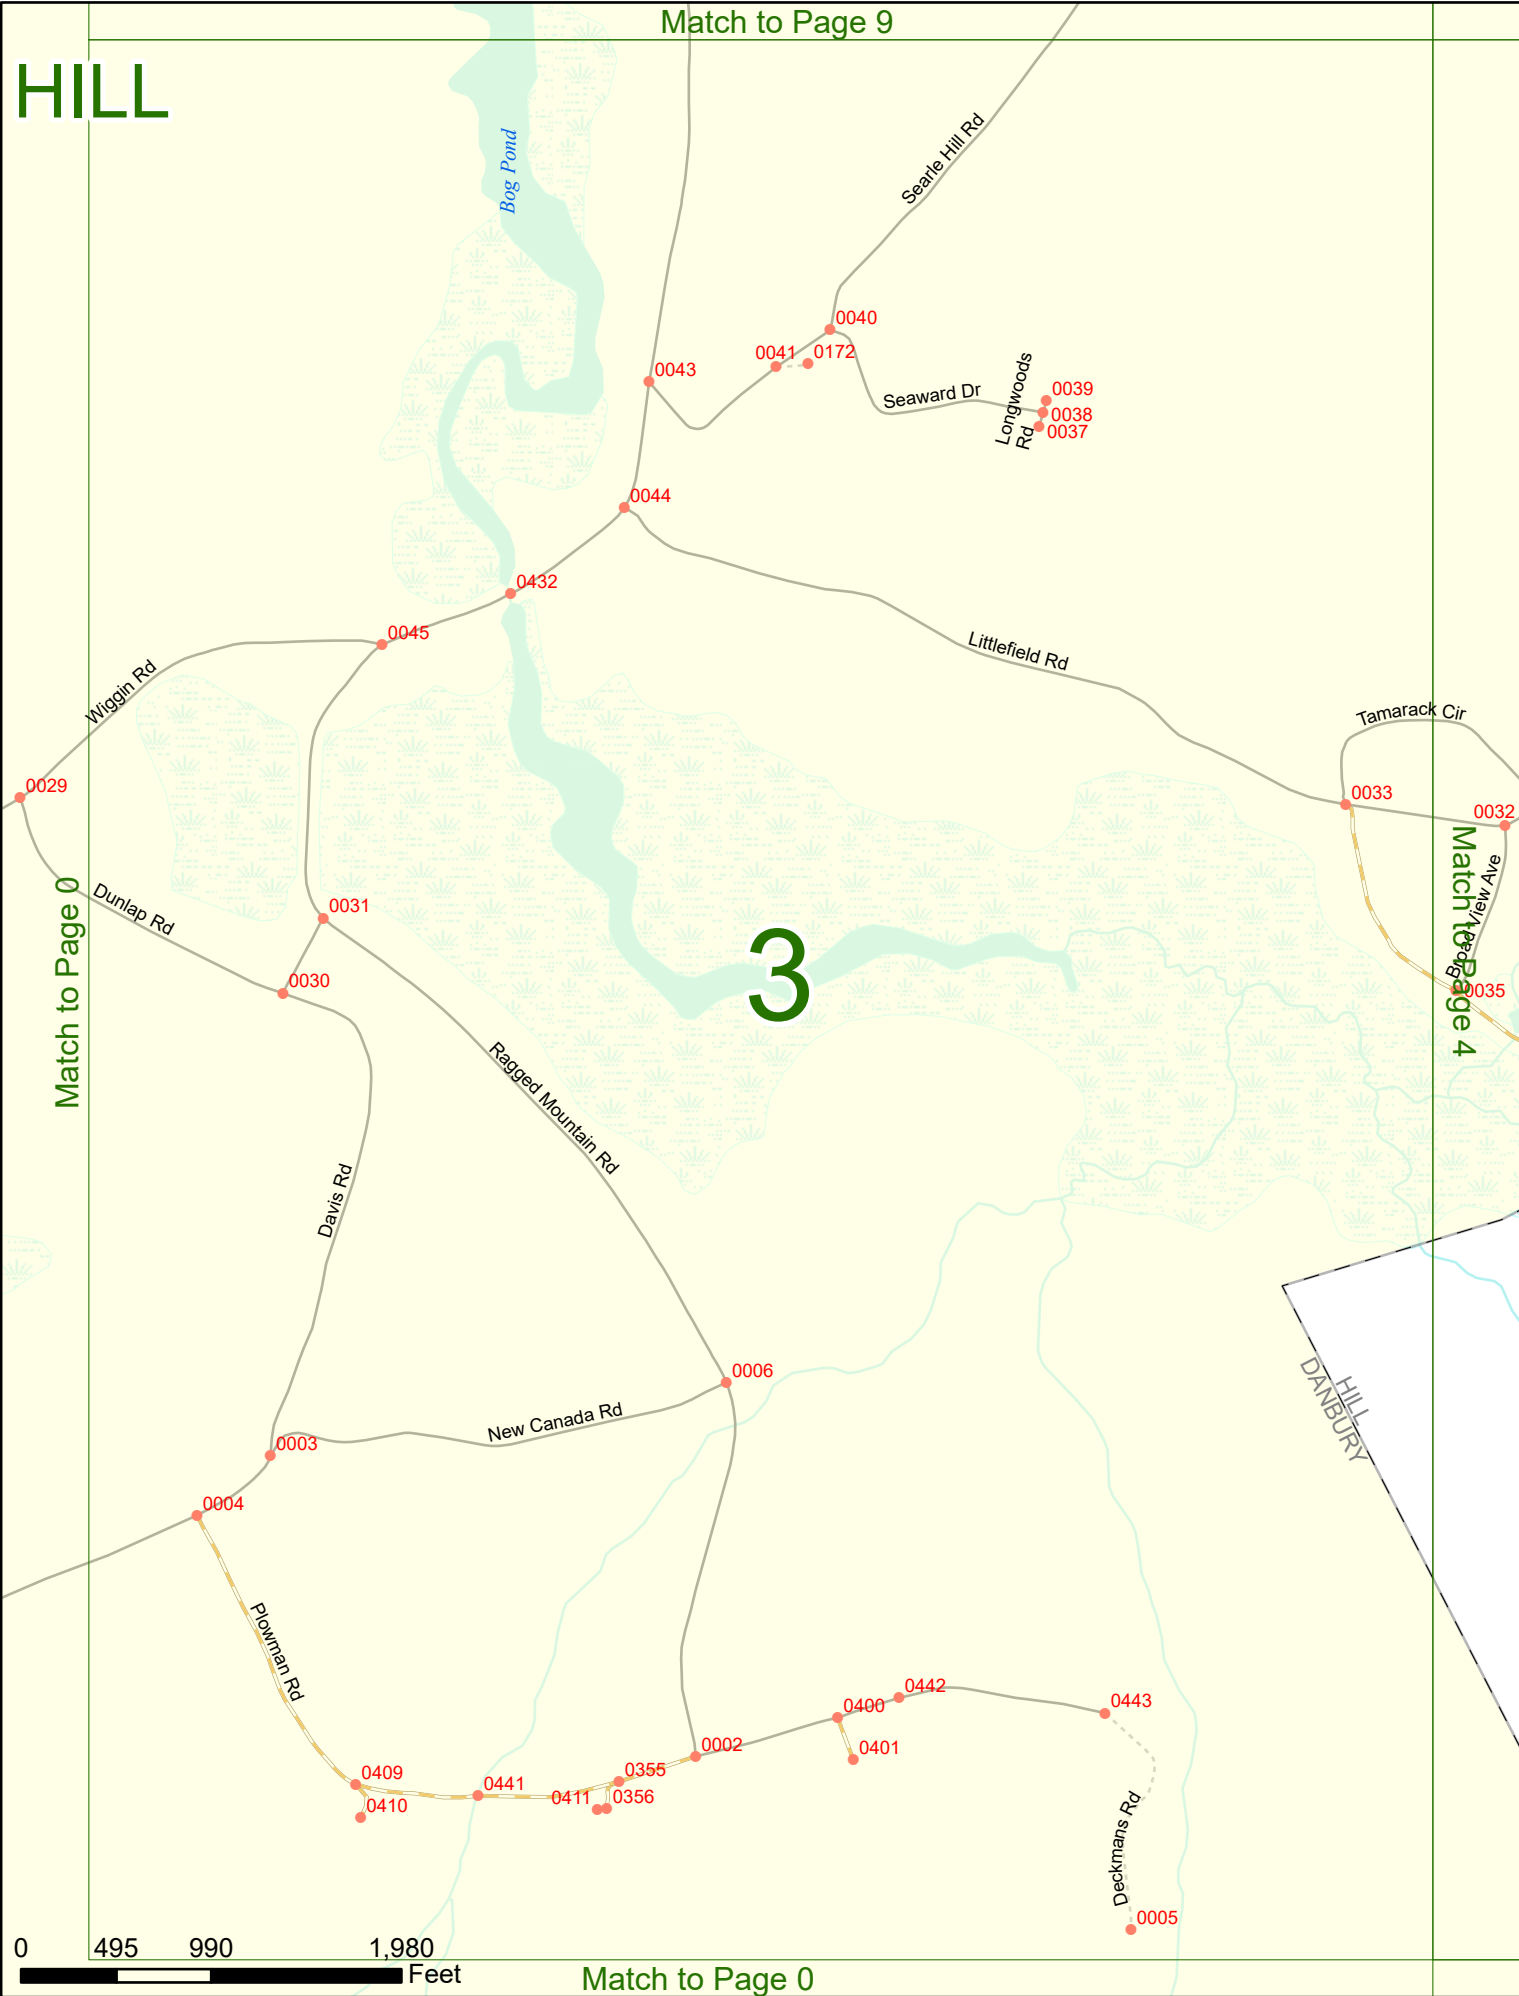 Match to Page 9
HILL
Bog Pond
Searle Hill Rd
0040
0041
0172
0043
Seaward Dr
Longwoods
Rd
0039
0038
0037
0044
0432
0045
Littlefield Rd
Wiggin Rd
Tamarack Cir
0029
0033
0032
Match to Page 0
Dunlap Rd
0031
Broad View Ave
Match to Page 4
3
0030
0035
Ragged Mountain Rd
Davis Rd
0006
HILL
DANBURY
New Canada Rd
0003
0004
Plowman Rd
0442
0400
0443
0002
0401
0409
0441
0355
0411
0356
0410
Deckmans Rd
0005
0 495 990 1,980
Feet
Match to Page 0